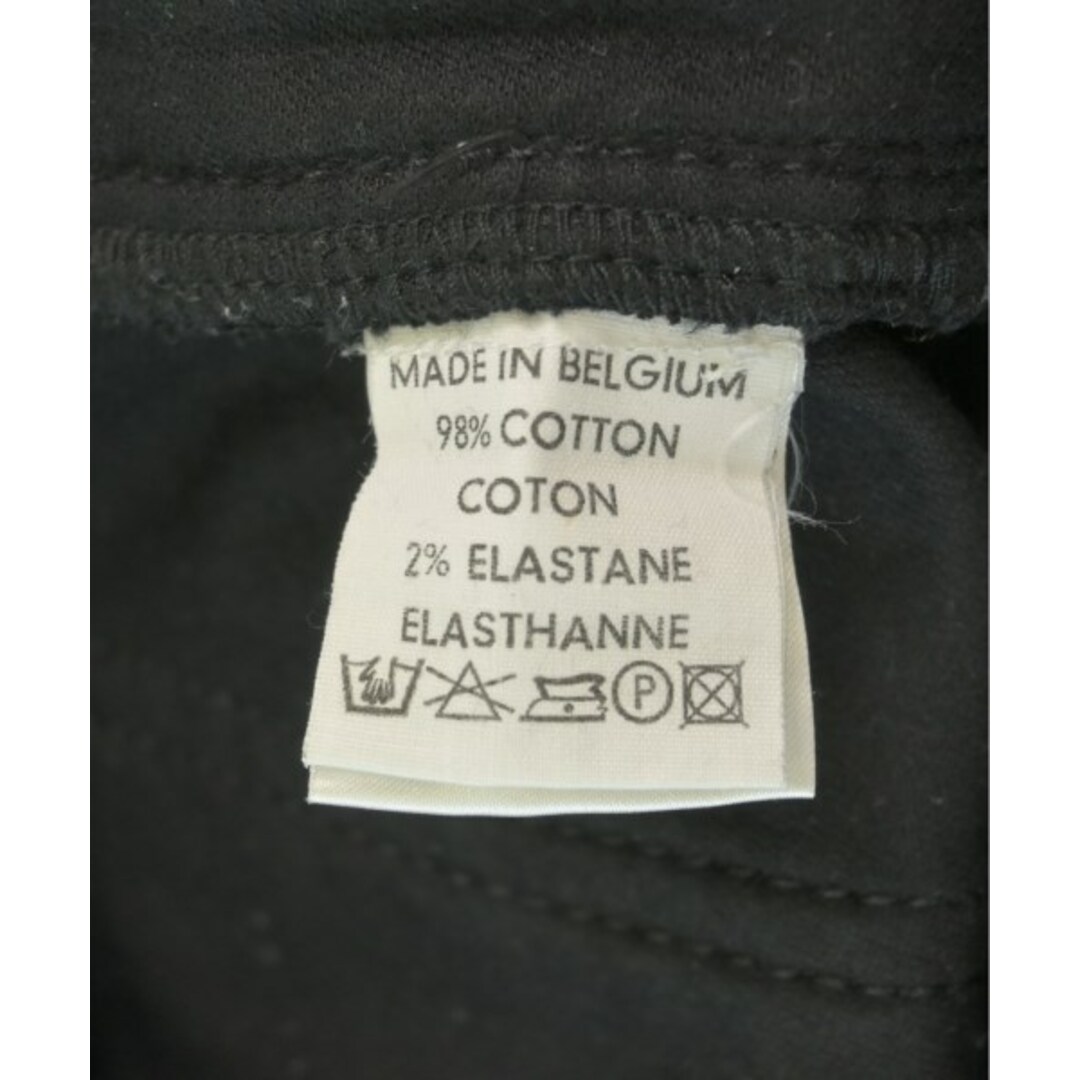 MADE IN BELGIUM
98% COTTON
COTON
2% ELASTANE
ELASTHANNE
P